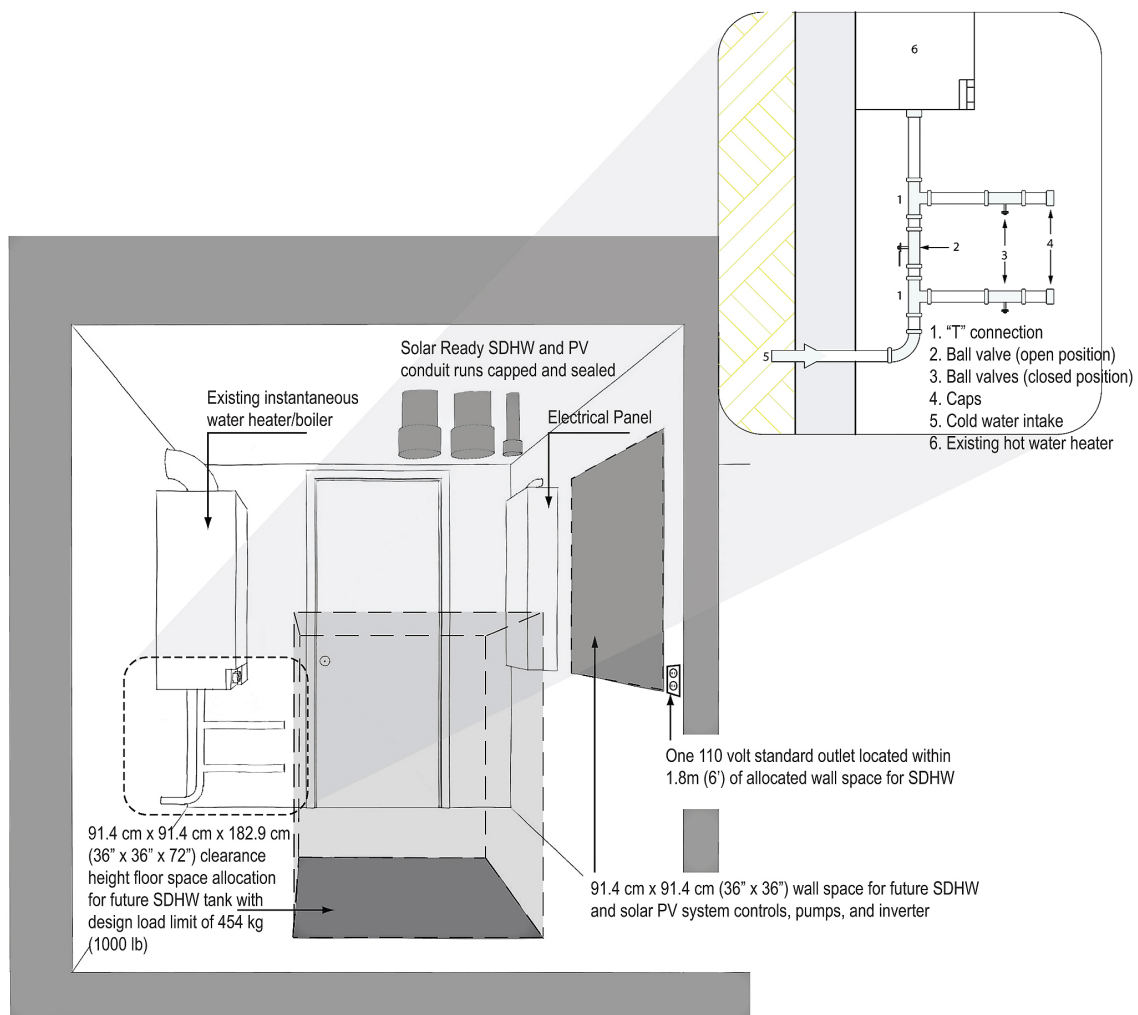 6
1
2
3
4
1
5
1. “T” connection
2. Ball valve (open position)
3. Ball valves (closed position)
4. Caps
5. Cold water intake
6. Existing hot water heater
Solar Ready SDHW and PV
conduit runs capped and sealed
Existing instantaneous
water heater/boiler
Electrical Panel
One 110 volt standard outlet located within
1.8m (6’) of allocated wall space for SDHW
91.4 cm x 91.4 cm x 182.9 cm
(36” x 36” x 72”) clearance
height floor space allocation
for future SDHW tank with
design load limit of 454 kg
(1000 lb)
91.4 cm x 91.4 cm (36” x 36”) wall space for future SDHW
and solar PV system controls, pumps, and inverter